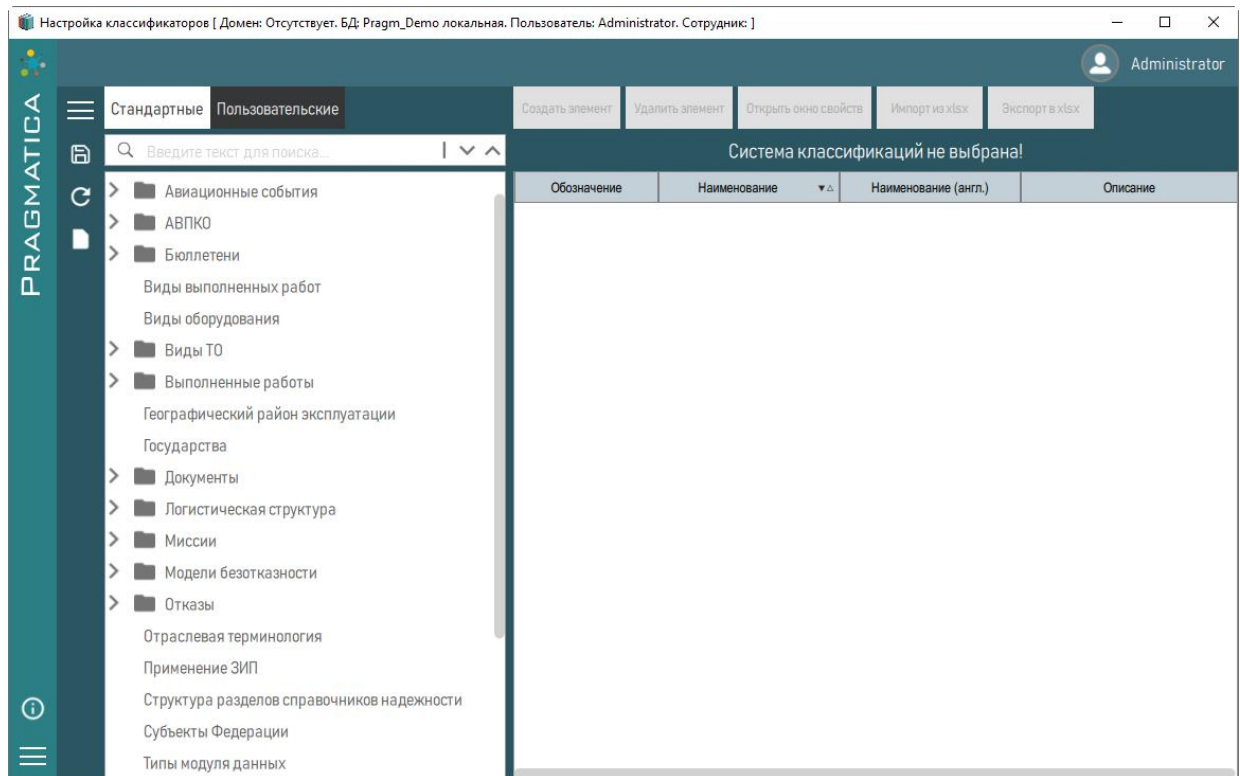 Настройка классификаторов [ Домен: Отсутствует. БД: Pragm_Demo локальная. Пользователь: Administrator. Сотрудник: ]
Administrator
PRAGMATICA
Стандартные Пользовательские
Создать элемент Удалить элемент Открыть окно свойств Импорт из xlsx Экспорт в xlsx
Введите текст для поиска...
Система классификаций не выбрана!
Обозначение Наименование Наименование (англ.) Описание
Авиационные события
АВПКО
Бюллетени
Виды выполненных работ
Виды оборудования
Виды ТО
Выполненные работы
Географический район эксплуатации
Государства
Документы
Логистическая структура
Миссии
Модели безотказности
Отказы
Отраслевая терминология
Применение ЗИП
Структура разделов справочников надежности
Субъекты Федерации
Типы модуля данных